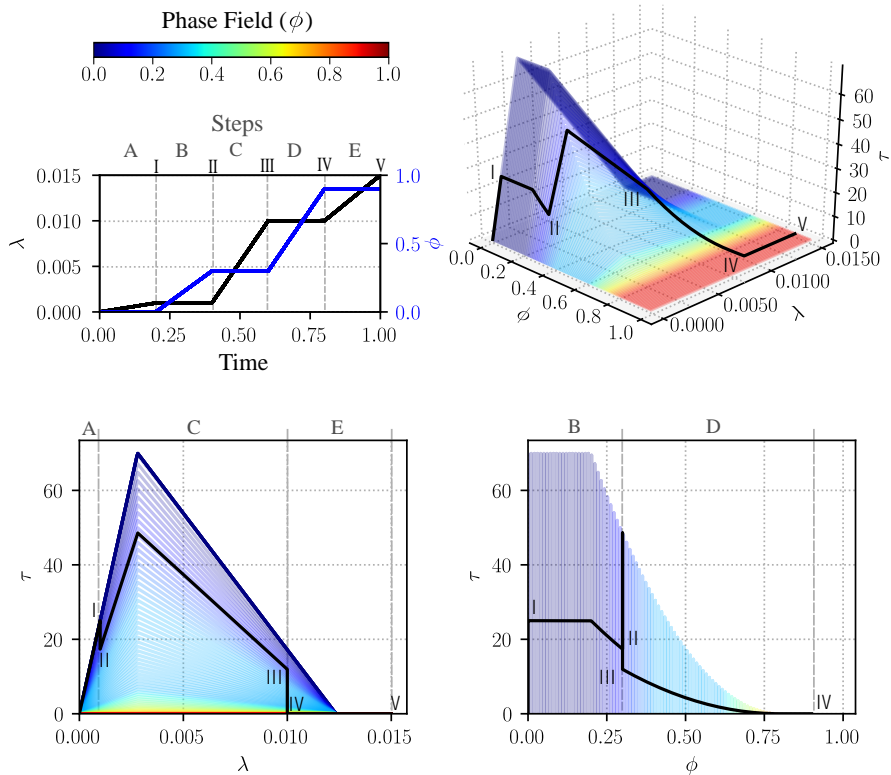 Phase Field (ϕ)
0.0 0.2 0.4 0.6 0.8 1.0
Steps
A B C D E
I II III IV V
0.015
0.010
0.005
0.000
λ
1.0
0.5
0.0
ϕ
0.00 0.25 0.50 0.75 1.00
Time
I
II
III
IV
V
60
50
40
30
20
10
0
τ
0.0
0.2
0.4
0.6
0.8
1.0
ϕ
0.0000
0.0050
0.0100
0.0150
λ
A C E
60
40
20
0
τ
I
II
III
IV
V
0.000 0.005 0.010 0.015
λ
B D
60
40
20
0
τ
I
II
III
IV
0.00 0.25 0.50 0.75 1.00
ϕ